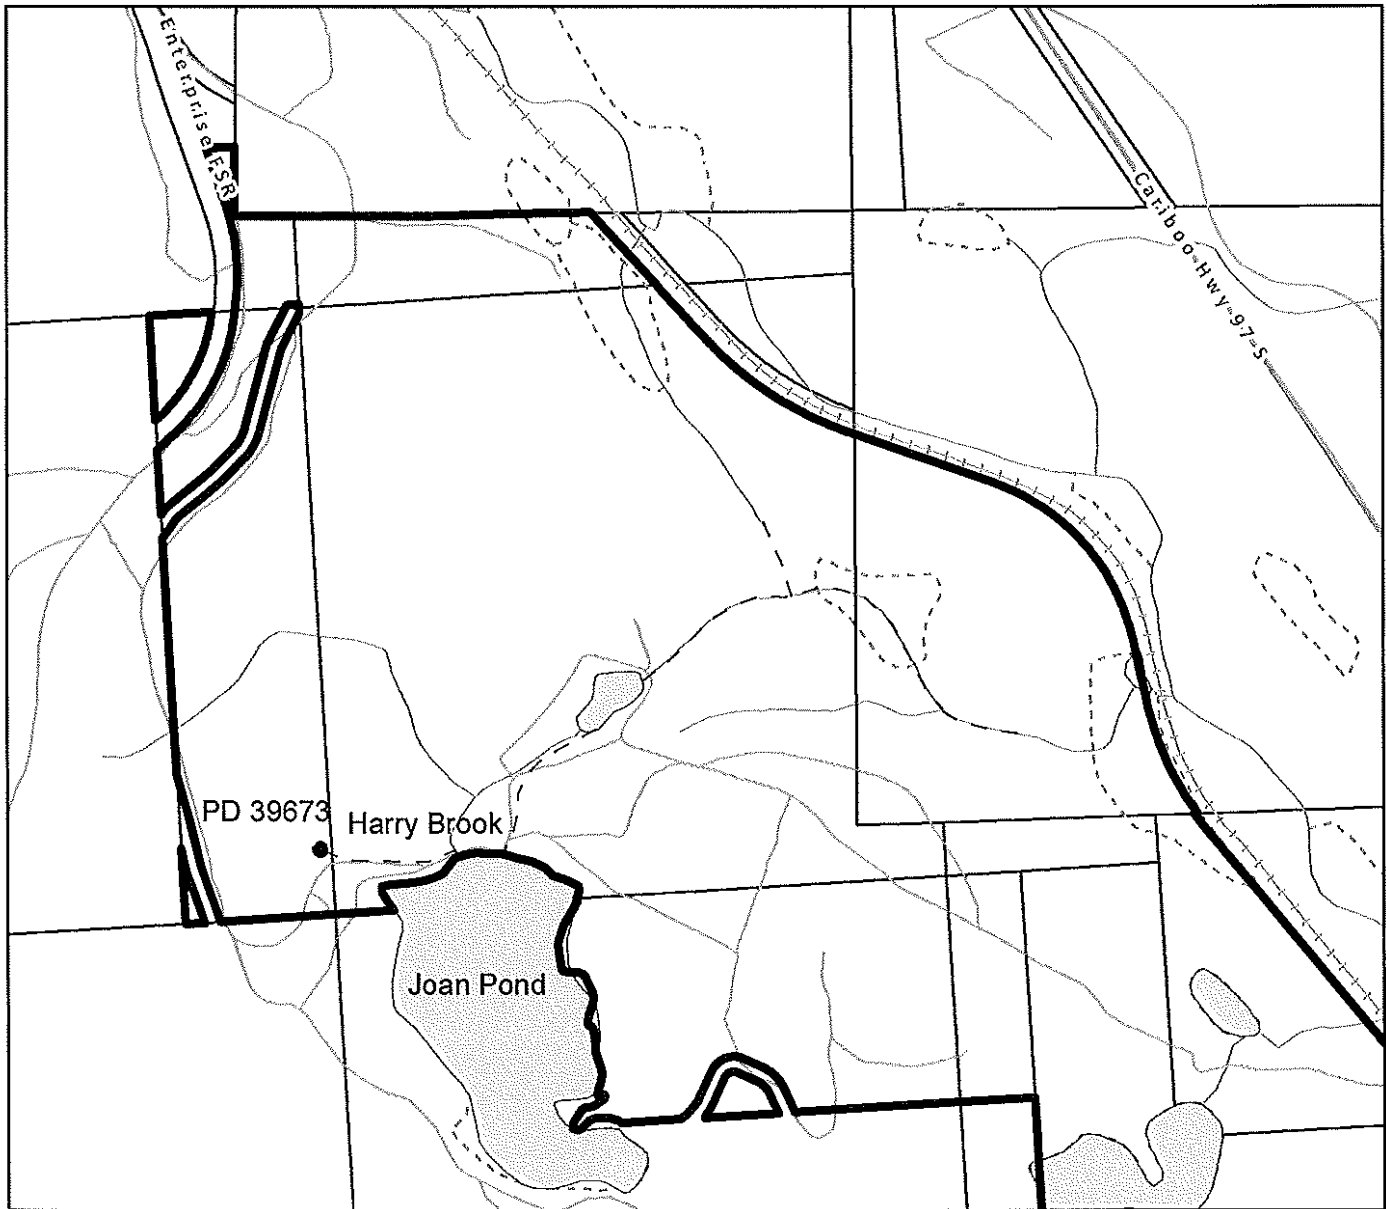 Enterprise FSR
Cariboo Hwy 97 S
PD 39673
Harry Brook
Joan Pond